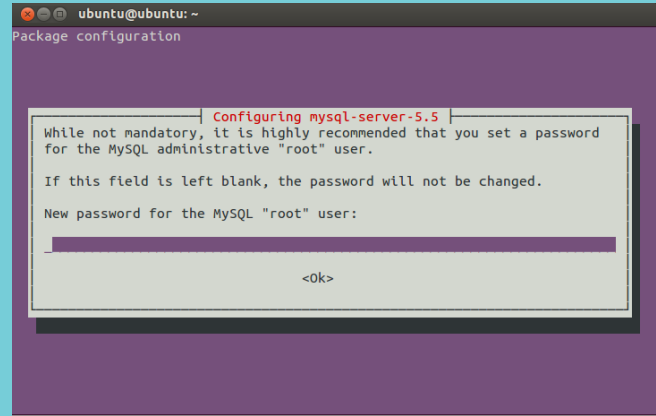 ubuntu@ubuntu: ~
Package configuration
Configuring mysql-server-5.5
While not mandatory, it is highly recommended that you set a password
for the MySQL administrative "root" user.
If this field is left blank, the password will not be changed.
New password for the MySQL "root" user:
<Ok>